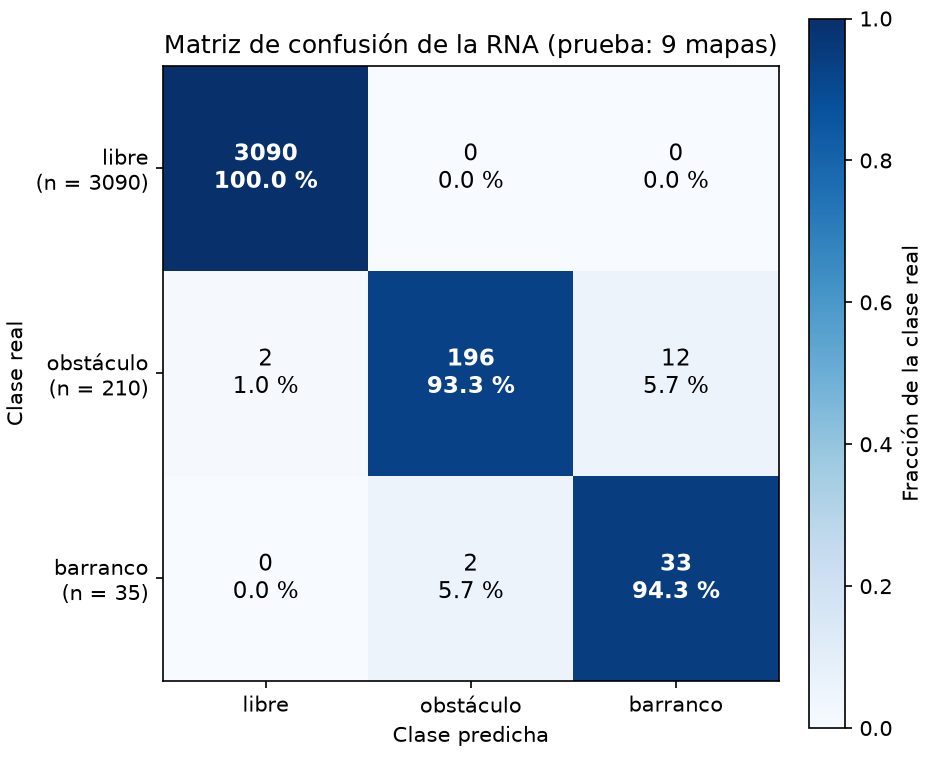 Matriz de confusión de la RNA (prueba: 9 mapas)
libre
(n = 3090)
3090
100.0 %
0
0.0 %
0
0.0 %
obstáculo
(n = 210)
2
1.0 %
196
93.3 %
12
5.7 %
barranco
(n = 35)
0
0.0 %
2
5.7 %
33
94.3 %
libre
obstáculo
barranco
Clase predicha
Clase real
1.0
0.8
0.6
0.4
0.2
0.0
Fracción de la clase real